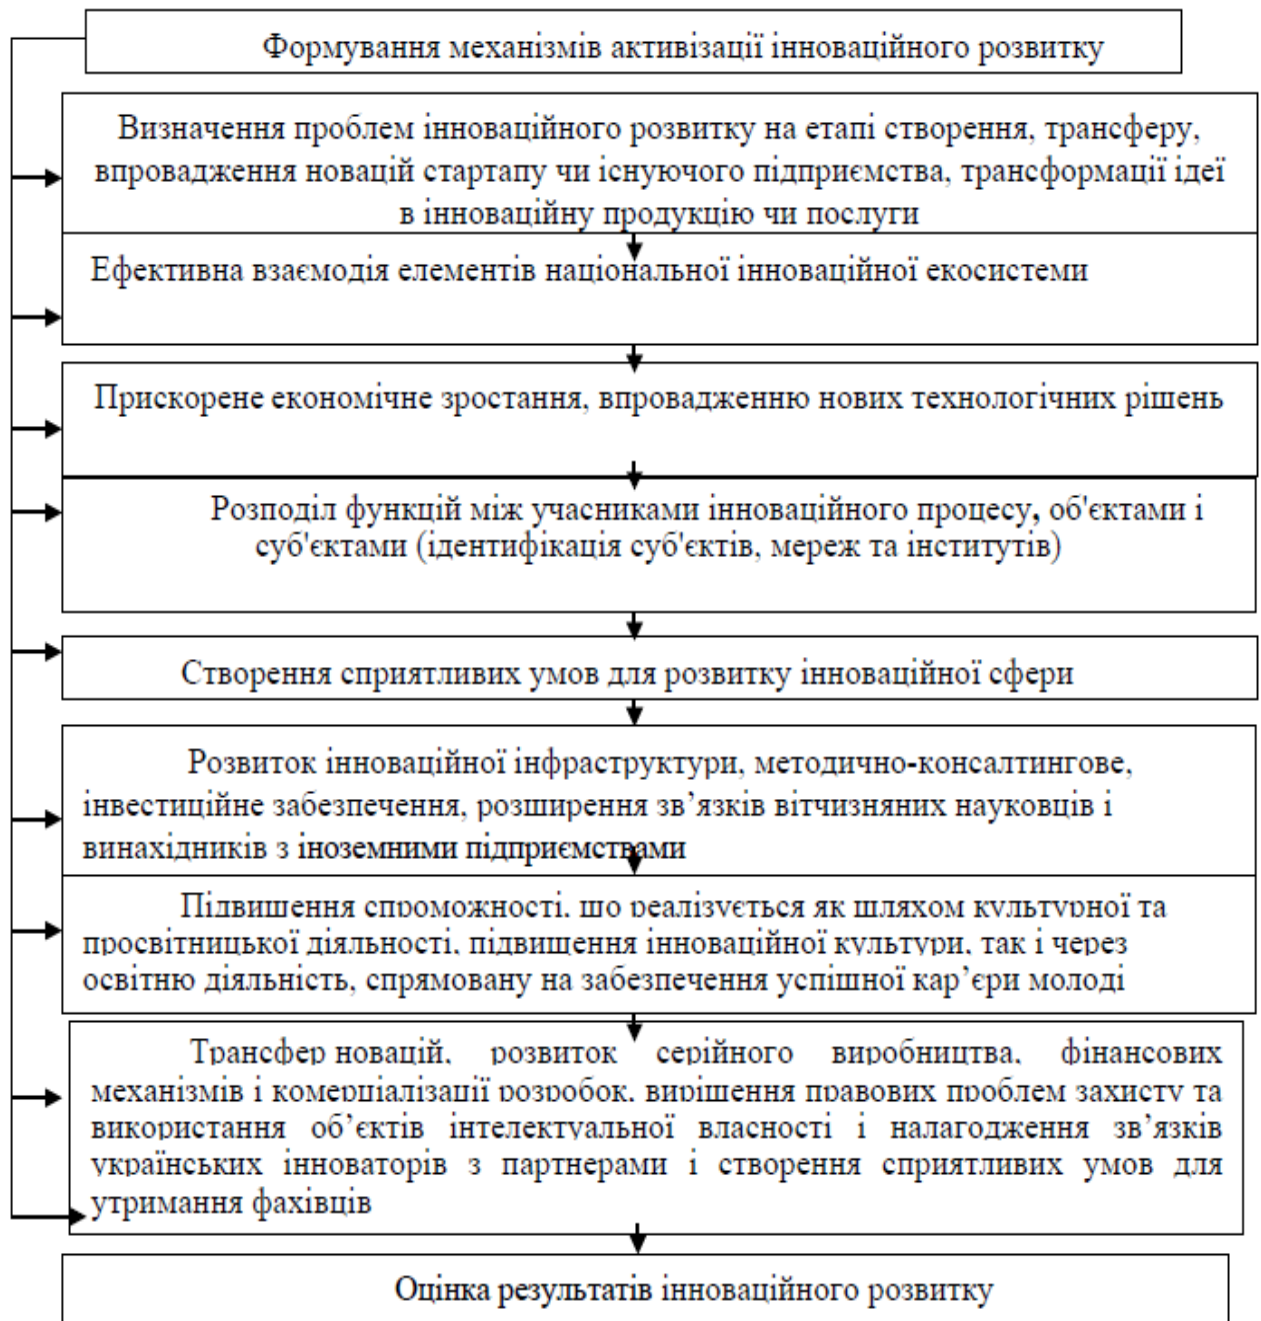 Формування механізмів активізації інноваційного розвитку
Визначення проблем інноваційного розвитку на етапі створення, трансферу,
впровадження новацій стартапу чи існуючого підприємства, трансформації ідеї
в інноваційну продукцію чи послуги
Ефективна взаємодія елементів національної інноваційної екосистеми
Прискорене економічне зростання, впровадженню нових технологічних рішень
Розподіл функцій між учасниками інноваційного процесу, об'єктами і
суб'єктами (ідентифікація суб'єктів, мереж та інститутів)
Створення сприятливих умов для розвитку інноваційної сфери
Розвиток інноваційної інфраструктури, методично-консалтингове,
інвестиційне забезпечення, розширення зв’язків вітчизняних науковців і
винахідників з іноземними підприємствами
Підвищення спроможності, що реалізується як шляхом культурної та
просвітницької діяльності, підвищення інноваційної культури, так і через
освітню діяльність, спрямовану на забезпечення успішної кар’єри молоді
Трансфер новацій, розвиток серійного виробництва, фінансових
механізмів і комерціалізації розробок, вирішення правових проблем захисту та
використання об’єктів інтелектуальної власності і налагодження зв’язків
українських інноваторів з партнерами і створення сприятливих умов для
утримання фахівців
Оцінка результатів інноваційного розвитку